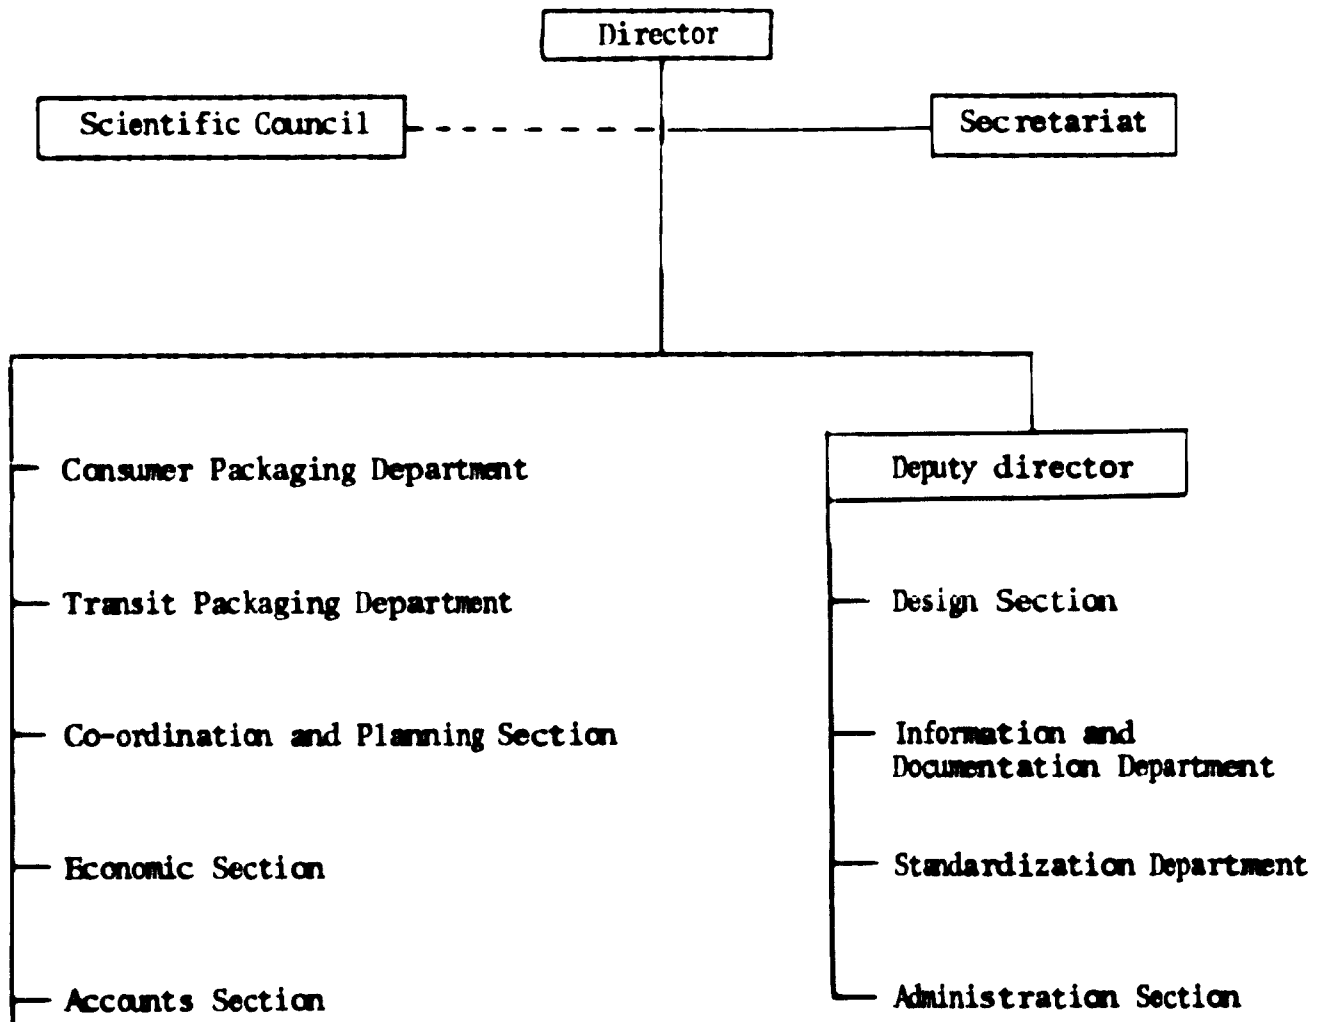 Director
Scientific Council
Secretariat
Consumer Packaging Department
Deputy director
Transit Packaging Department
Design Section
Co-ordination and Planning Section
Information and
Documentation Department
Economic Section
Standardization Department
Accounts Section
Administration Section